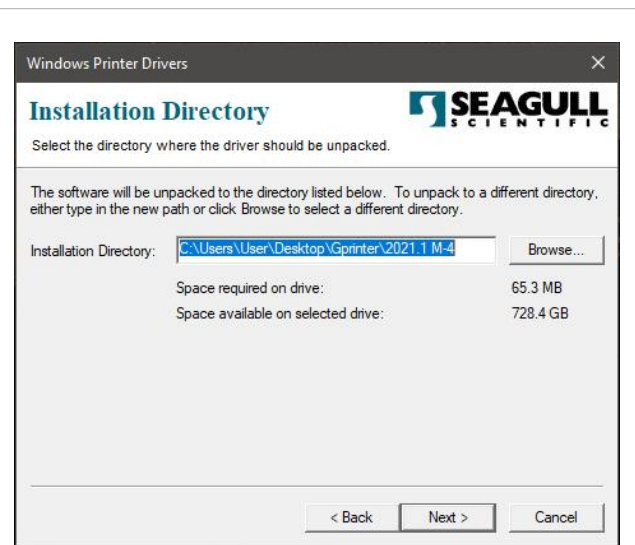 Windows Printer Drivers
Installation Directory
SEAGULL
SCIENTIFIC
Select the directory where the driver should be unpacked.
The software will be unpacked to the directory listed below. To unpack to a different directory,
either type in the new path or click Browse to select a different directory.
Installation Directory: C:\Users\User\Desktop\Gprinter\2021.1 M-4 Browse...
Space required on drive: 65.3 MB
Space available on selected drive: 728.4 GB
< Back Next > Cancel